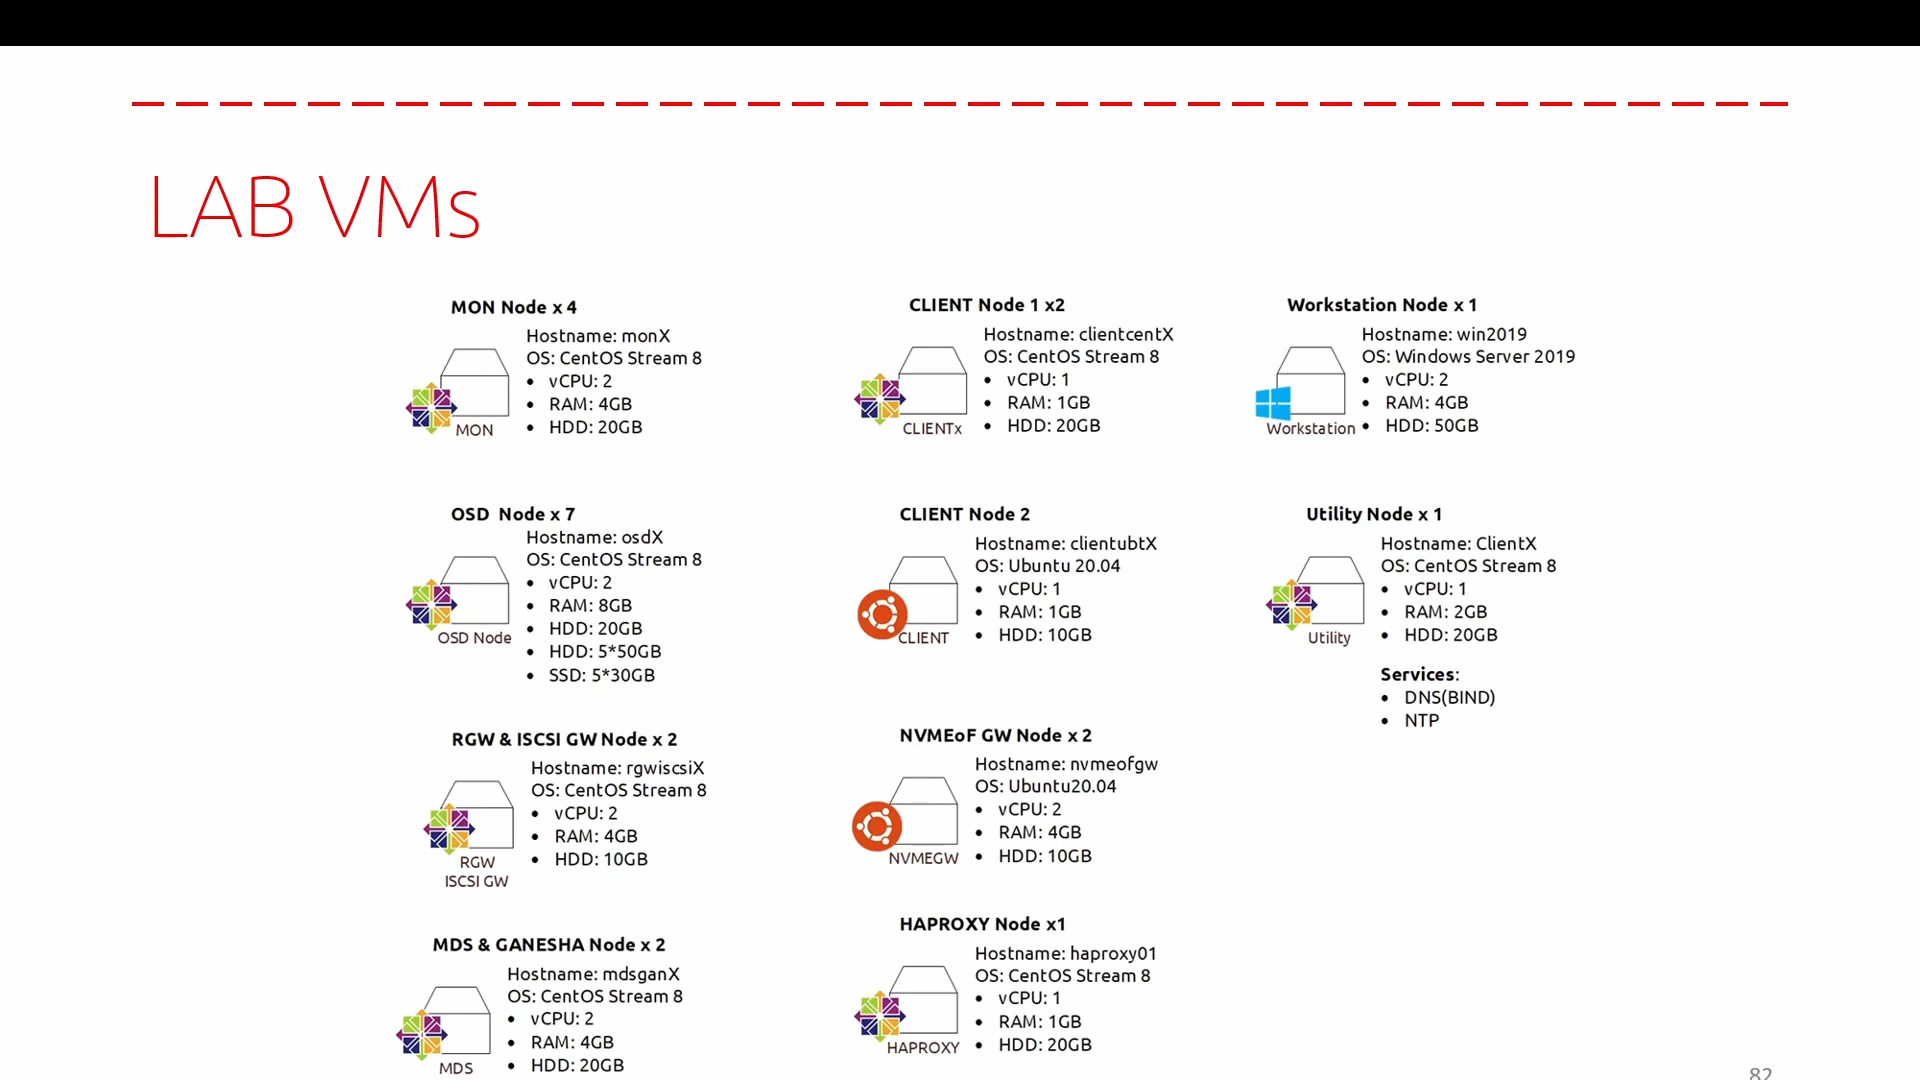 LAB VMs
MON Node x 4
Hostname: monX
OS: CentOS Stream 8
• vCPU: 2
• RAM: 4GB
• HDD: 20GB
MON
OSD Node x 7
Hostname: osdX
OS: CentOS Stream 8
• vCPU: 2
• RAM: 8GB
• HDD: 20GB
• HDD: 5*50GB
• SSD: 5*30GB
OSD Node
RGW & ISCSI GW Node x 2
Hostname: rgwiscsiX
OS: CentOS Stream 8
• vCPU: 2
• RAM: 4GB
• HDD: 10GB
RGW
ISCSI GW
MDS & GANESHA Node x 2
Hostname: mdsganX
OS: CentOS Stream 8
• vCPU: 2
• RAM: 4GB
• HDD: 20GB
MDS
CLIENT Node 1 x2
Hostname: clientcentX
OS: CentOS Stream 8
• vCPU: 1
• RAM: 1GB
• HDD: 20GB
CLIENTx
CLIENT Node 2
Hostname: clientubtX
OS: Ubuntu 20.04
• vCPU: 1
• RAM: 1GB
• HDD: 10GB
CLIENT
NVMEoF GW Node x 2
Hostname: nvmeofgw
OS: Ubuntu20.04
• vCPU: 2
• RAM: 4GB
• HDD: 10GB
NVMEGW
HAPROXY Node x1
Hostname: haproxy01
OS: CentOS Stream 8
• vCPU: 1
• RAM: 1GB
• HDD: 20GB
HAPROXY
Workstation Node x 1
Hostname: win2019
OS: Windows Server 2019
• vCPU: 2
• RAM: 4GB
• HDD: 50GB
Workstation
Utility Node x 1
Hostname: ClientX
OS: CentOS Stream 8
• vCPU: 1
• RAM: 2GB
• HDD: 20GB
Utility
Services:
• DNS(BIND)
• NTP
82